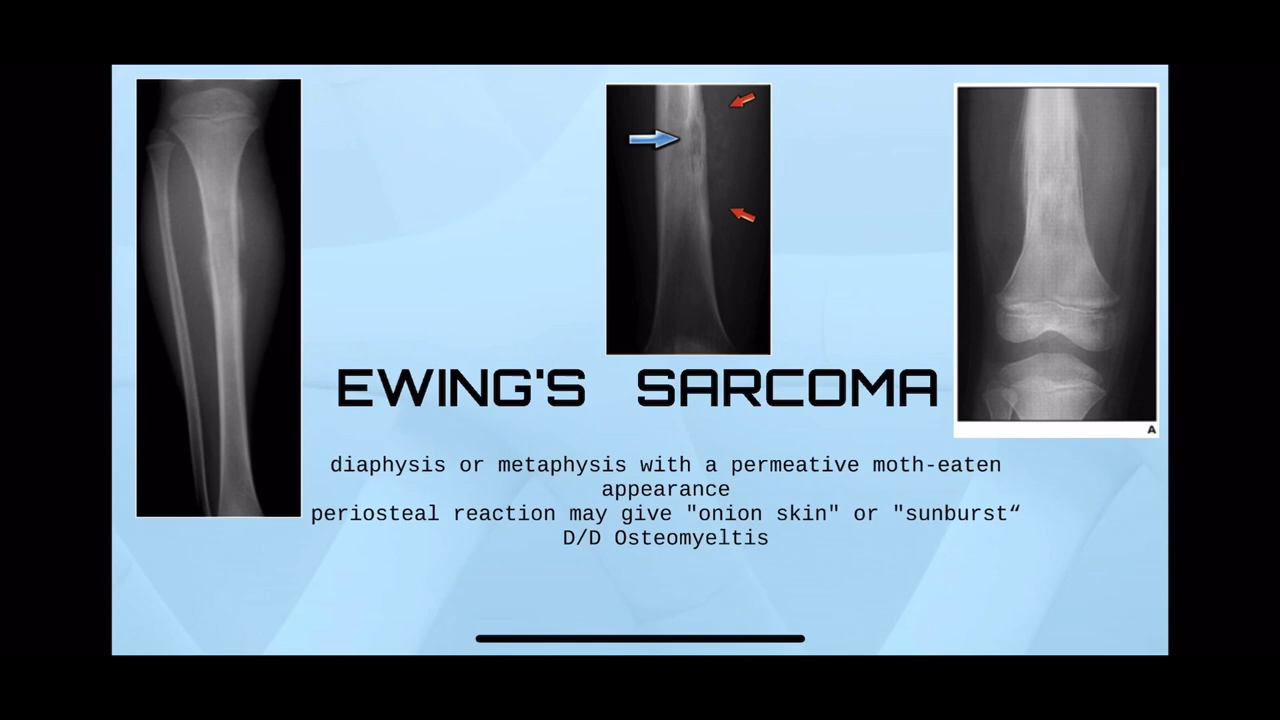 A
EWING'S SARCOMA
diaphysis or metaphysis with a permeative moth-eaten
appearance
periosteal reaction may give "onion skin" or "sunburst“
D/D Osteomyeltis